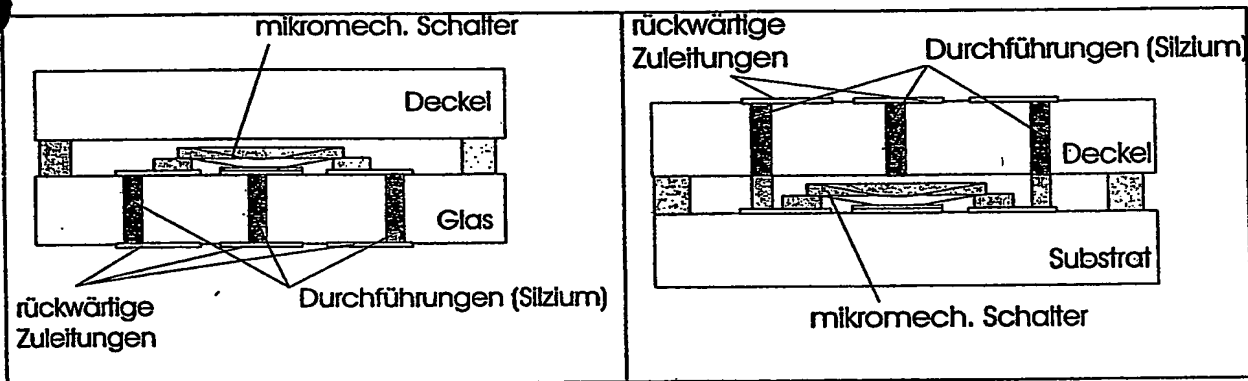 mikromech. Schalter
Deckel
Glas
rückwärtige
Zuleitungen
Durchführungen (Silzium)
rückwärtige
Zuleitungen
Durchführungen (Silzium)
Deckel
Substrat
mikromech. Schalter